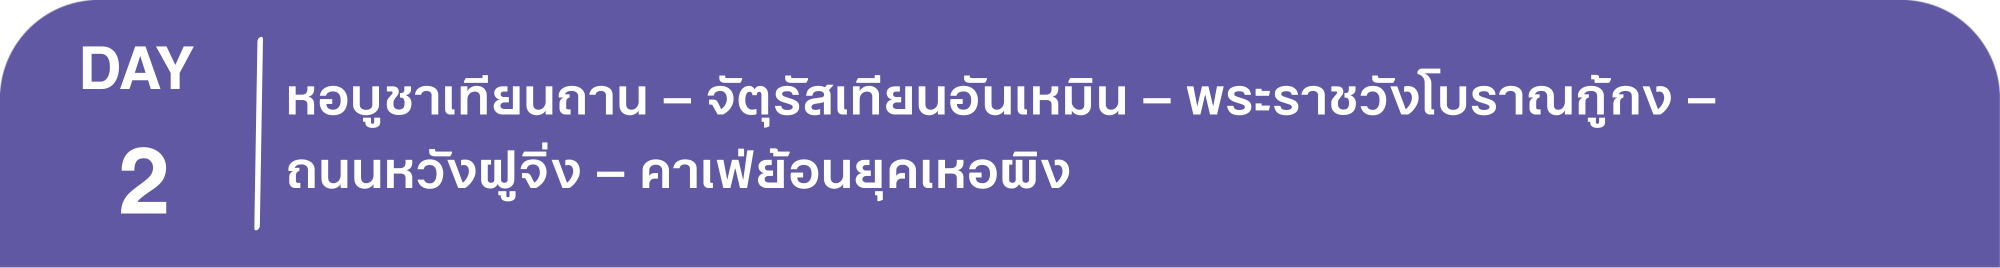 DAY
2
หอบูชาเทียนถาน – จัตุรัสเทียนอันเหมิน – พระราชวังโบราณกู้กง –
ถนนหวังฝูจิ่ง – คาเฟ่ย้อนยุคเหอผิง